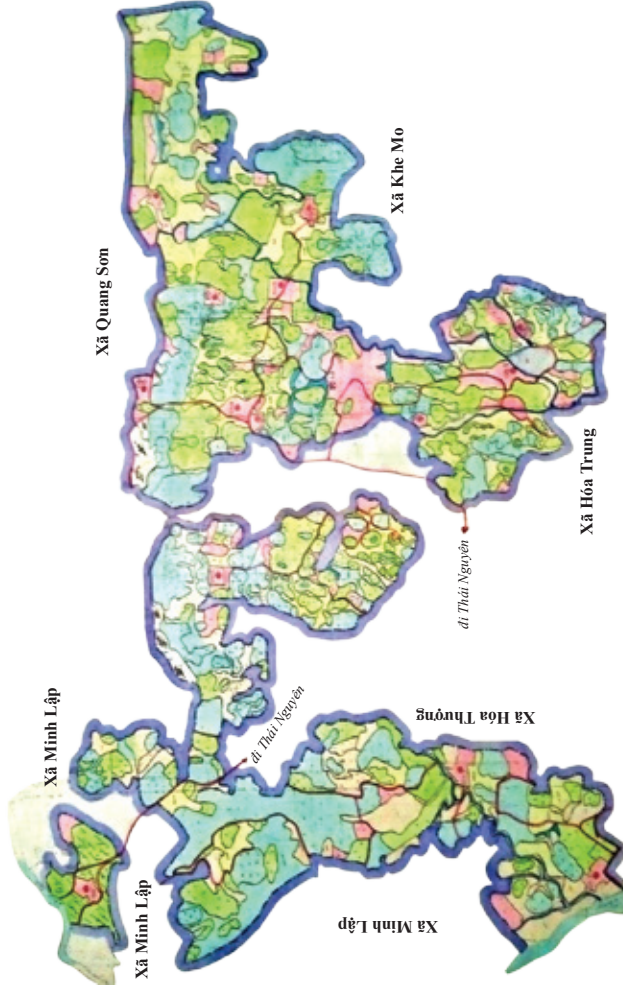 Xã Quang Sơn
Xã Khe Mo
Xã Hóa Trung
đi Thái Nguyên
Xã Minh Lập
đi Thái Nguyên
Xã Hóa Thượng
Xã Minh Lập
Xã Minh Lập